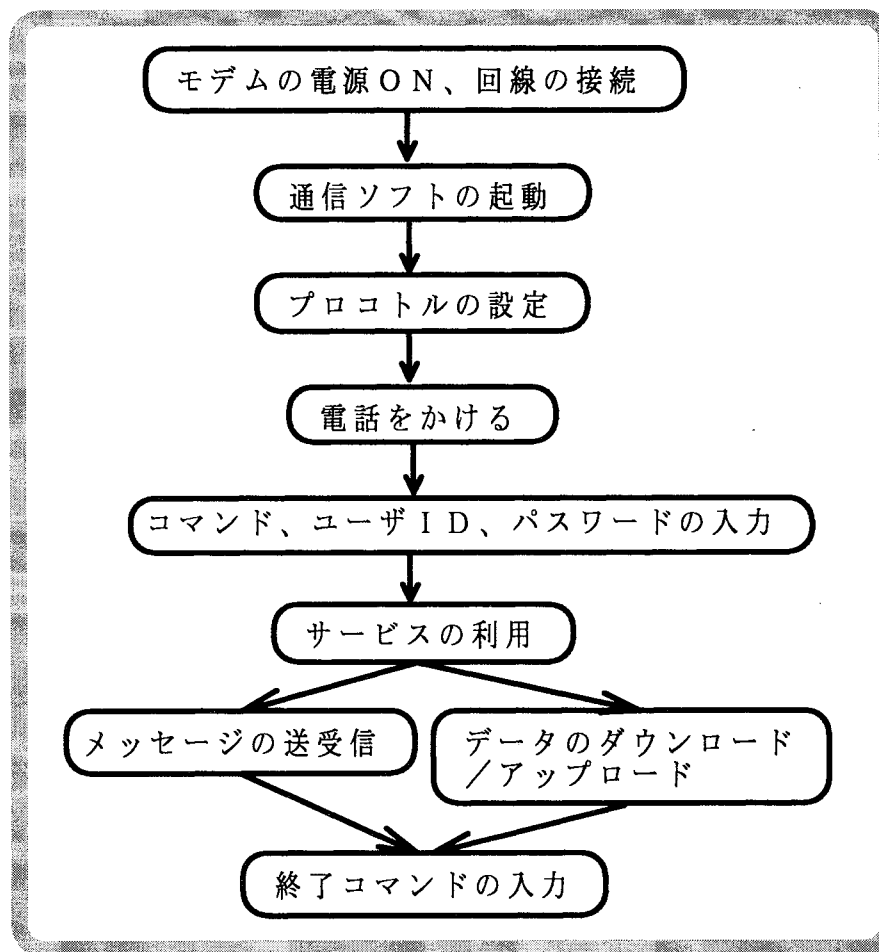 モデムの電源ON、回線の接続
通信ソフトの起動
プロコトルの設定
電話をかける
コマンド、ユーザID、パスワードの入力
サービスの利用
メッセージの送受信
データのダウンロード
/アップロード
終了コマンドの入力